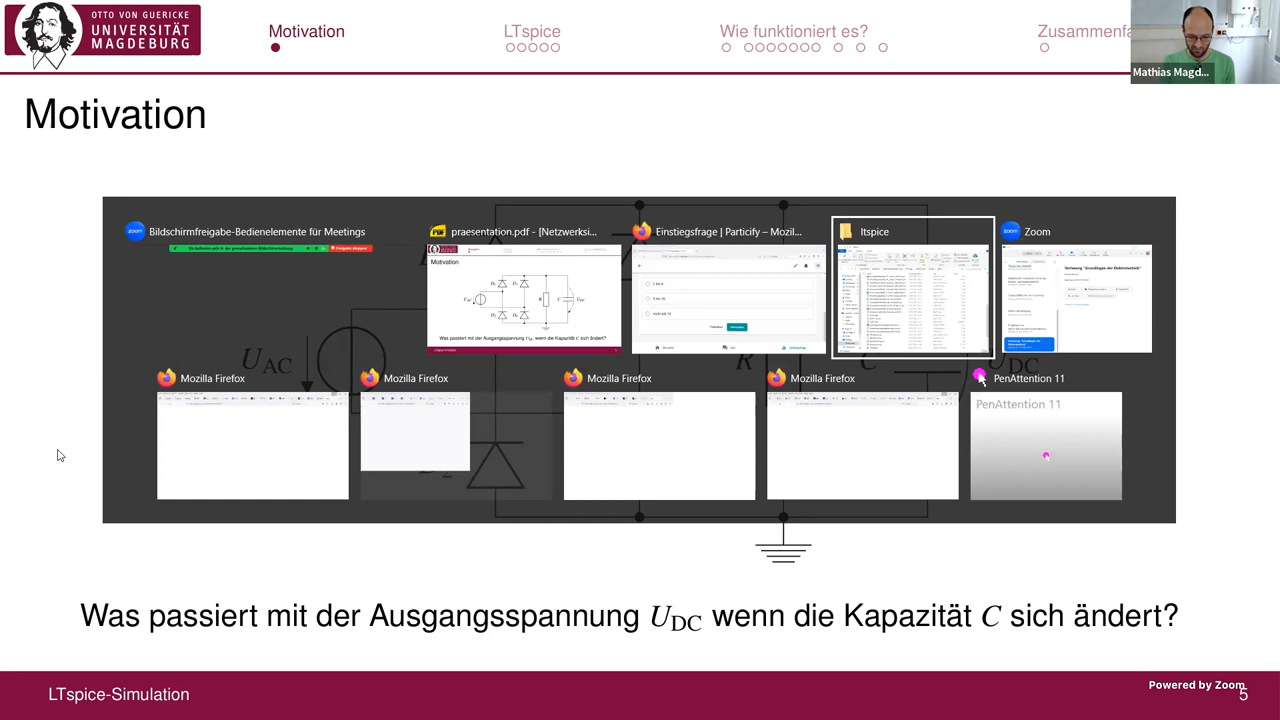 OTTO VON GUERICKE
UNIVERSITÄT
MAGDEBURG
Motivation
LTspice
Wie funktioniert es?
Zusammenfa
Mathias Magd...
Motivation
Bildschirmfreigabe-Bedienelemente für Meetings
praesentation.pdf - [Netzwerksi...
Einstiegsfrage | Particify – Mozil...
ltspice
Zoom
Motivation
Was passiert mit der Ausgangsspannung U_DC wenn die Kapazität C sich ändert?
U_AC
R
C
U_DC
Mozilla Firefox
Mozilla Firefox
Mozilla Firefox
Mozilla Firefox
PenAttention 11
PenAttention 11
Was passiert mit der Ausgangsspannung U_DC wenn die Kapazität C sich ändert?
LTspice-Simulation
Powered by Zoom
5